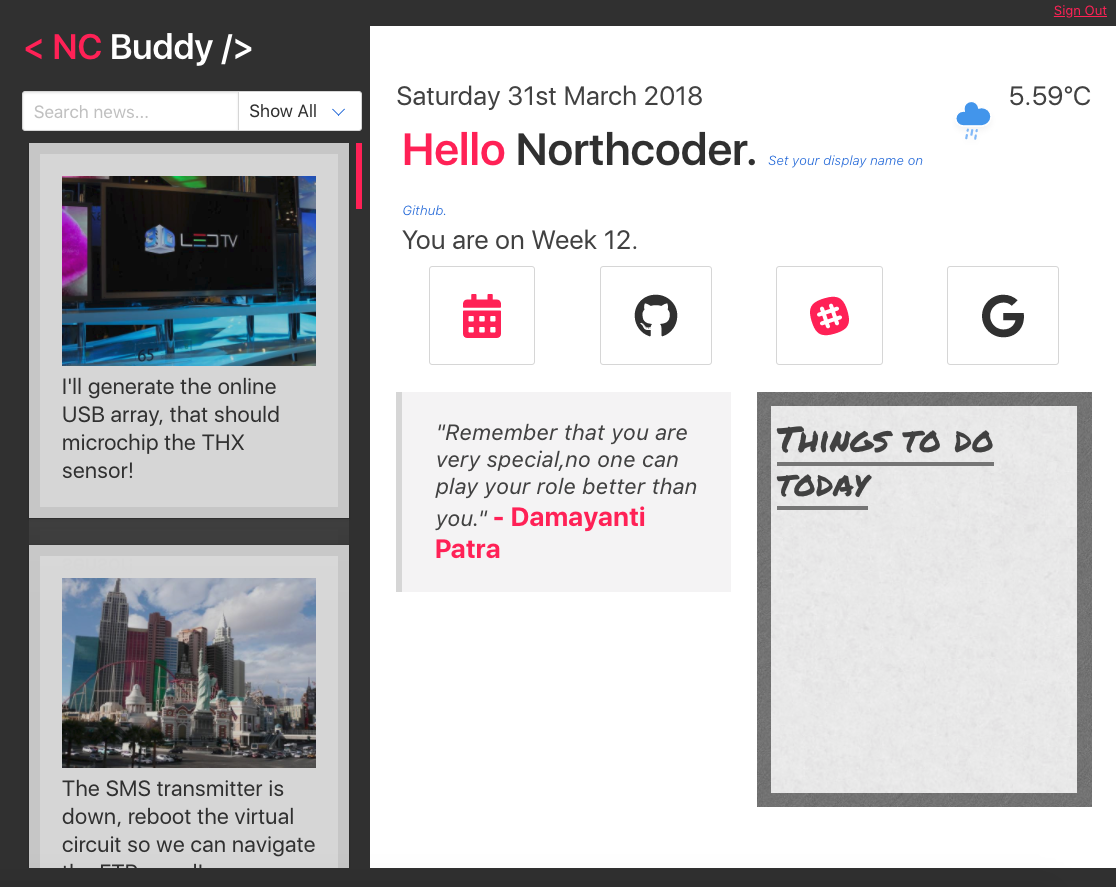 Sign Out
< NC Buddy />
Search news...
Show All
LEDTV
65
I'll generate the online
USB array, that should
microchip the THX
sensor!
The SMS transmitter is
down, reboot the virtual
circuit so we can navigate
Saturday 31st March 2018
5.59°C
Hello Northcoder. Set your display name on
Github.
You are on Week 12.
"Remember that you are
very special,no one can
play your role better than
you." - Damayanti
Patra
Things to do
today